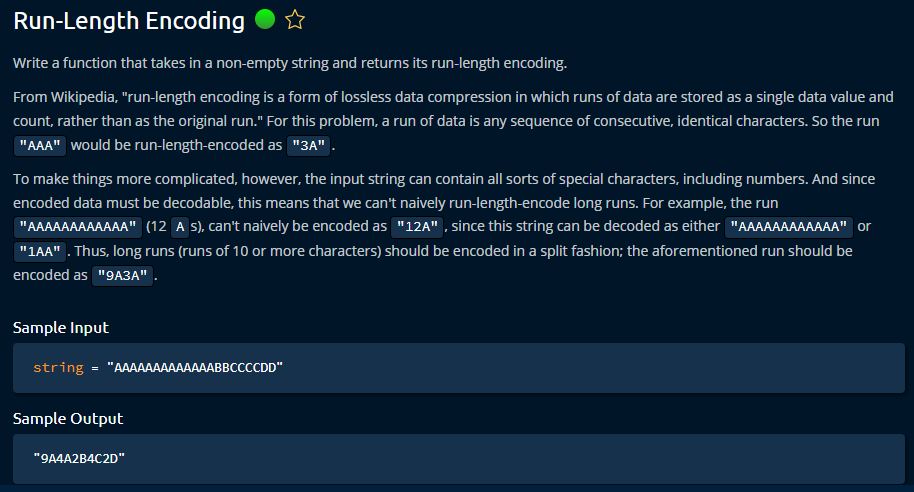 Run-Length Encoding
Write a function that takes in a non-empty string and returns its run-length encoding.
From Wikipedia, "run-length encoding is a form of lossless data compression in which runs of data are stored as a single data value and
count, rather than as the original run." For this problem, a run of data is any sequence of consecutive, identical characters. So the run
"AAA" would be run-length-encoded as "3A" .
To make things more complicated, however, the input string can contain all sorts of special characters, including numbers. And since
encoded data must be decodable, this means that we can't naively run-length-encode long runs. For example, the run
"AAAAAAAAAAAA" (12 A s), can't naively be encoded as "12A" , since this string can be decoded as either "AAAAAAAAAAAA" or
"1AA" . Thus, long runs (runs of 10 or more characters) should be encoded in a split fashion; the aforementioned run should be
encoded as "9A3A" .
Sample Input
string = "AAAAAAAAAAAAABBCCCCDD"
Sample Output
"9A4A2B4C2D"